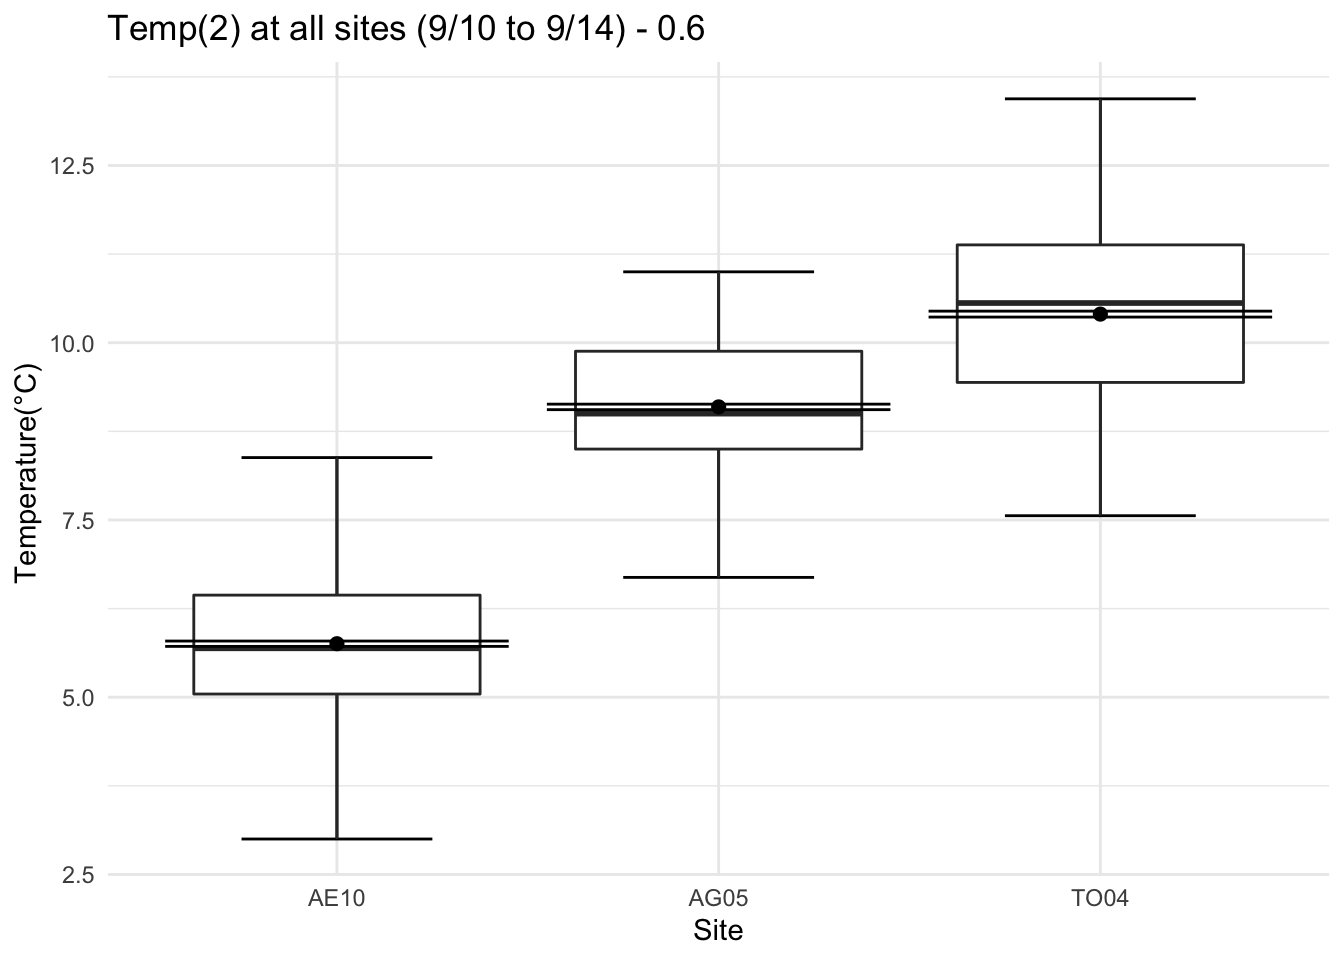 Temp(2) at all sites (9/10 to 9/14) - 0.6
Temperature(°C)
12.5
10.0
7.5
5.0
2.5
AE10 AG05 TO04
Site